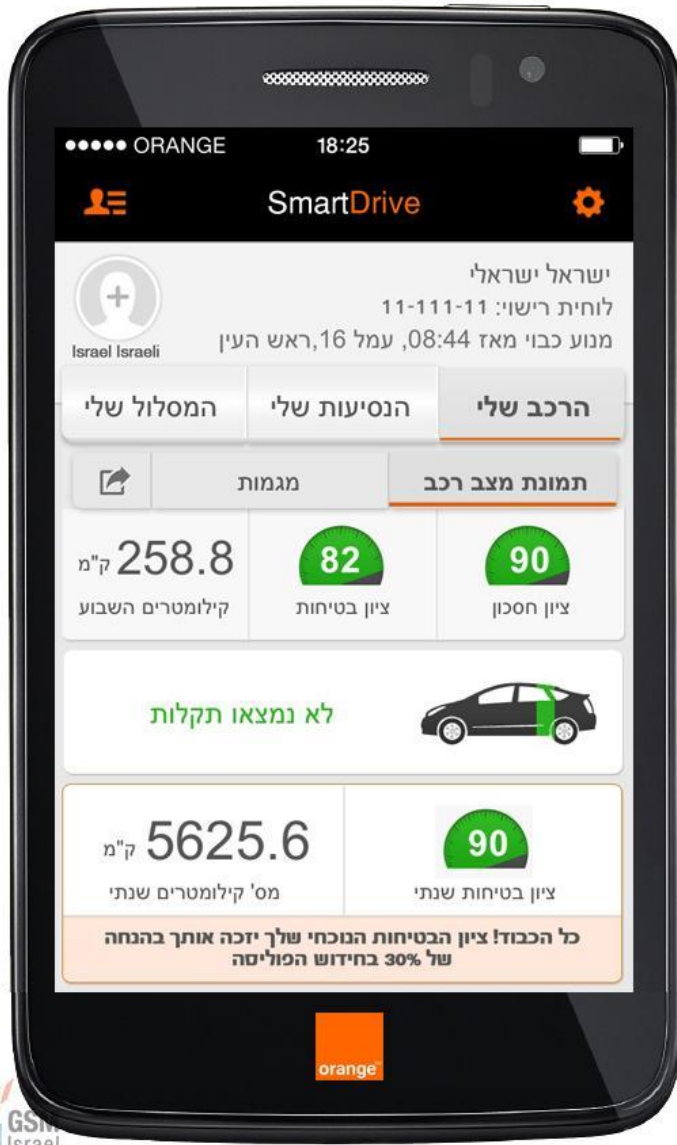 ORANGE 18:25
SmartDrive
ישראל ישראלי
לוחית רישוי: 11-111-11
מנוע כבוי מאז 08:44, עמל 16,ראש העין
Israel Israeli
הרכב שלי
הנסיעות שלי
המסלול שלי
תמונת מצב רכב
מגמות
90
ציון חסכון
82
ציון בטיחות
258.8 ק"מ
קילומטרים השבוע
לא נמצאו תקלות
90
ציון בטיחות שנתי
5625.6 ק"מ
מס' קילומטרים שנתי
כל הכבוד! ציון הבטיחות הנוכחי שלך יזכה אותך בהנחה
של 30% בחידוש הפוליסה
orange™
GSM
Israel